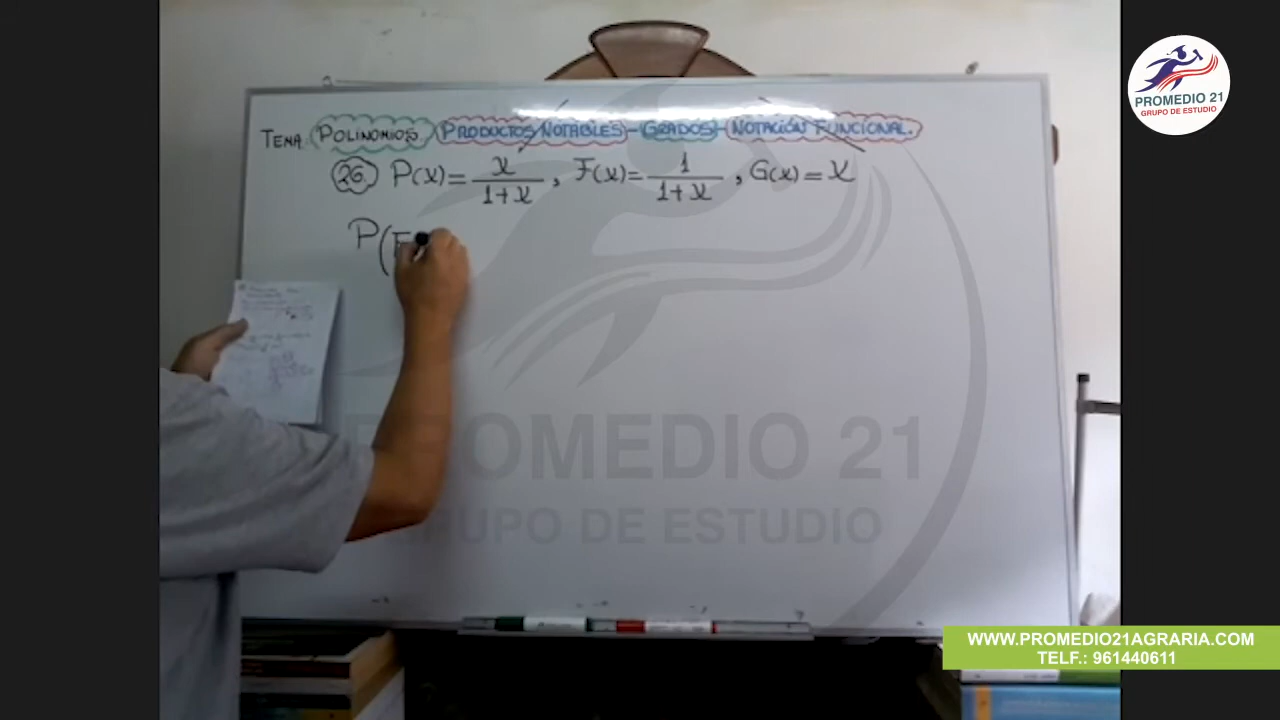 PROMEDIO 21
GRUPO DE ESTUDIO
TEMA: POLINOMIOS, PRODUCTOS NOTABLES - GRADOS - NOTACIÓN FUNCIONAL.
26 P(x) = x/(1+x) , F(x) = 1/(1+x) , G(x) = x
P(F
PROMEDIO 21
GRUPO DE ESTUDIO
WWW.PROMEDIO21AGRARIA.COM
TELF.: 961440611